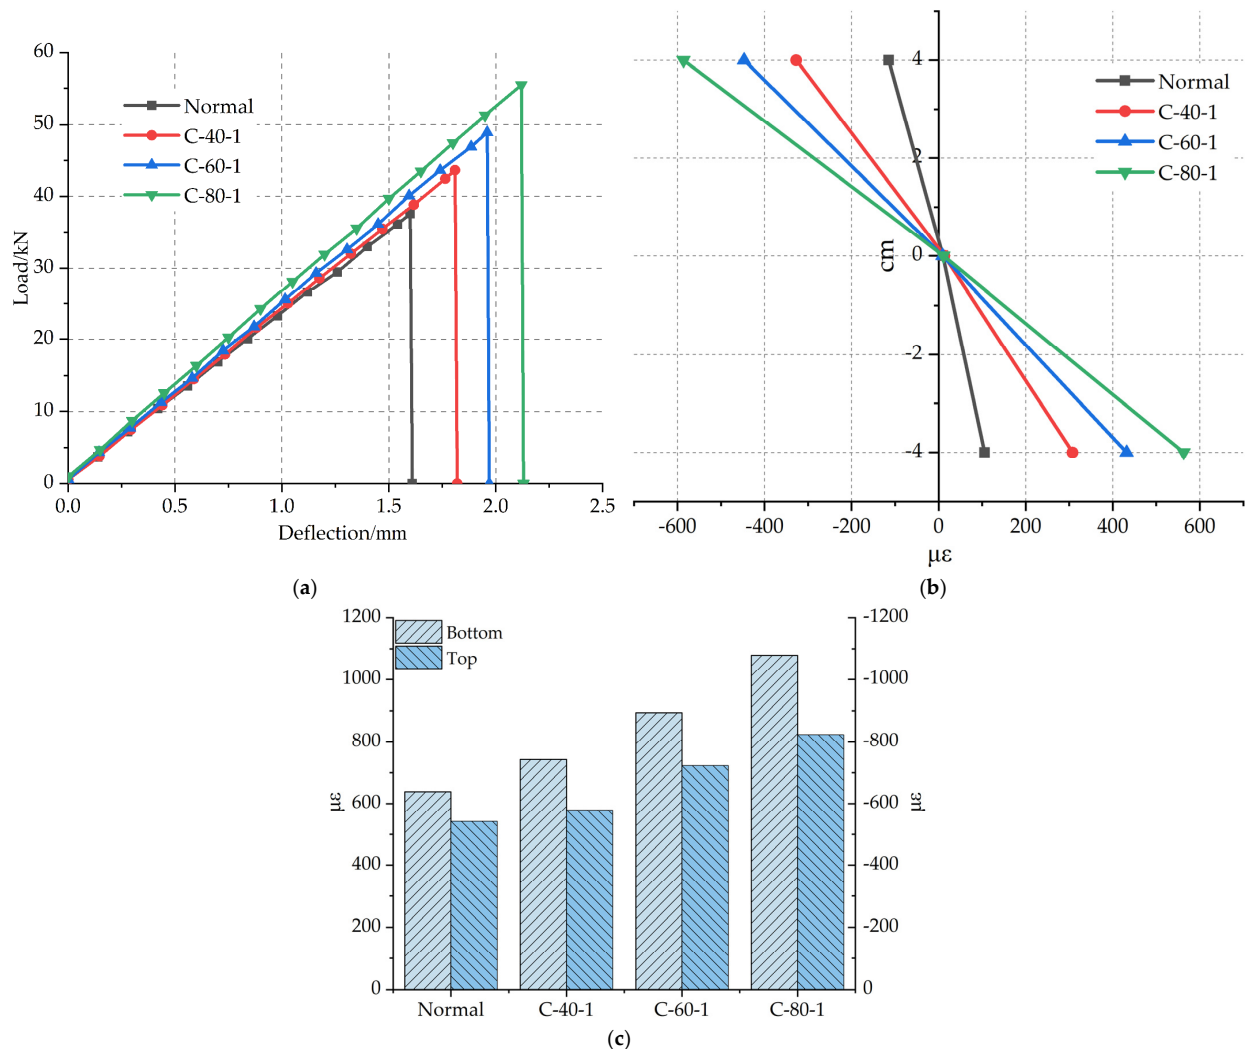 60
50
40
30
20
10
0
Load/kN
Normal
C-40-1
C-60-1
C-80-1
0.0 0.5 1.0 1.5 2.0 2.5
Deflection/mm
(a)
4
2
0
-2
-4
cm
Normal
C-40-1
C-60-1
C-80-1
-600 -400 -200 0 200 400 600
με
(b)
1200
1000
800
600
400
200
0
με
Bottom
Top
-1200
-1000
-800
-600
-400
-200
-0
με
Normal C-40-1 C-60-1 C-80-1
(c)